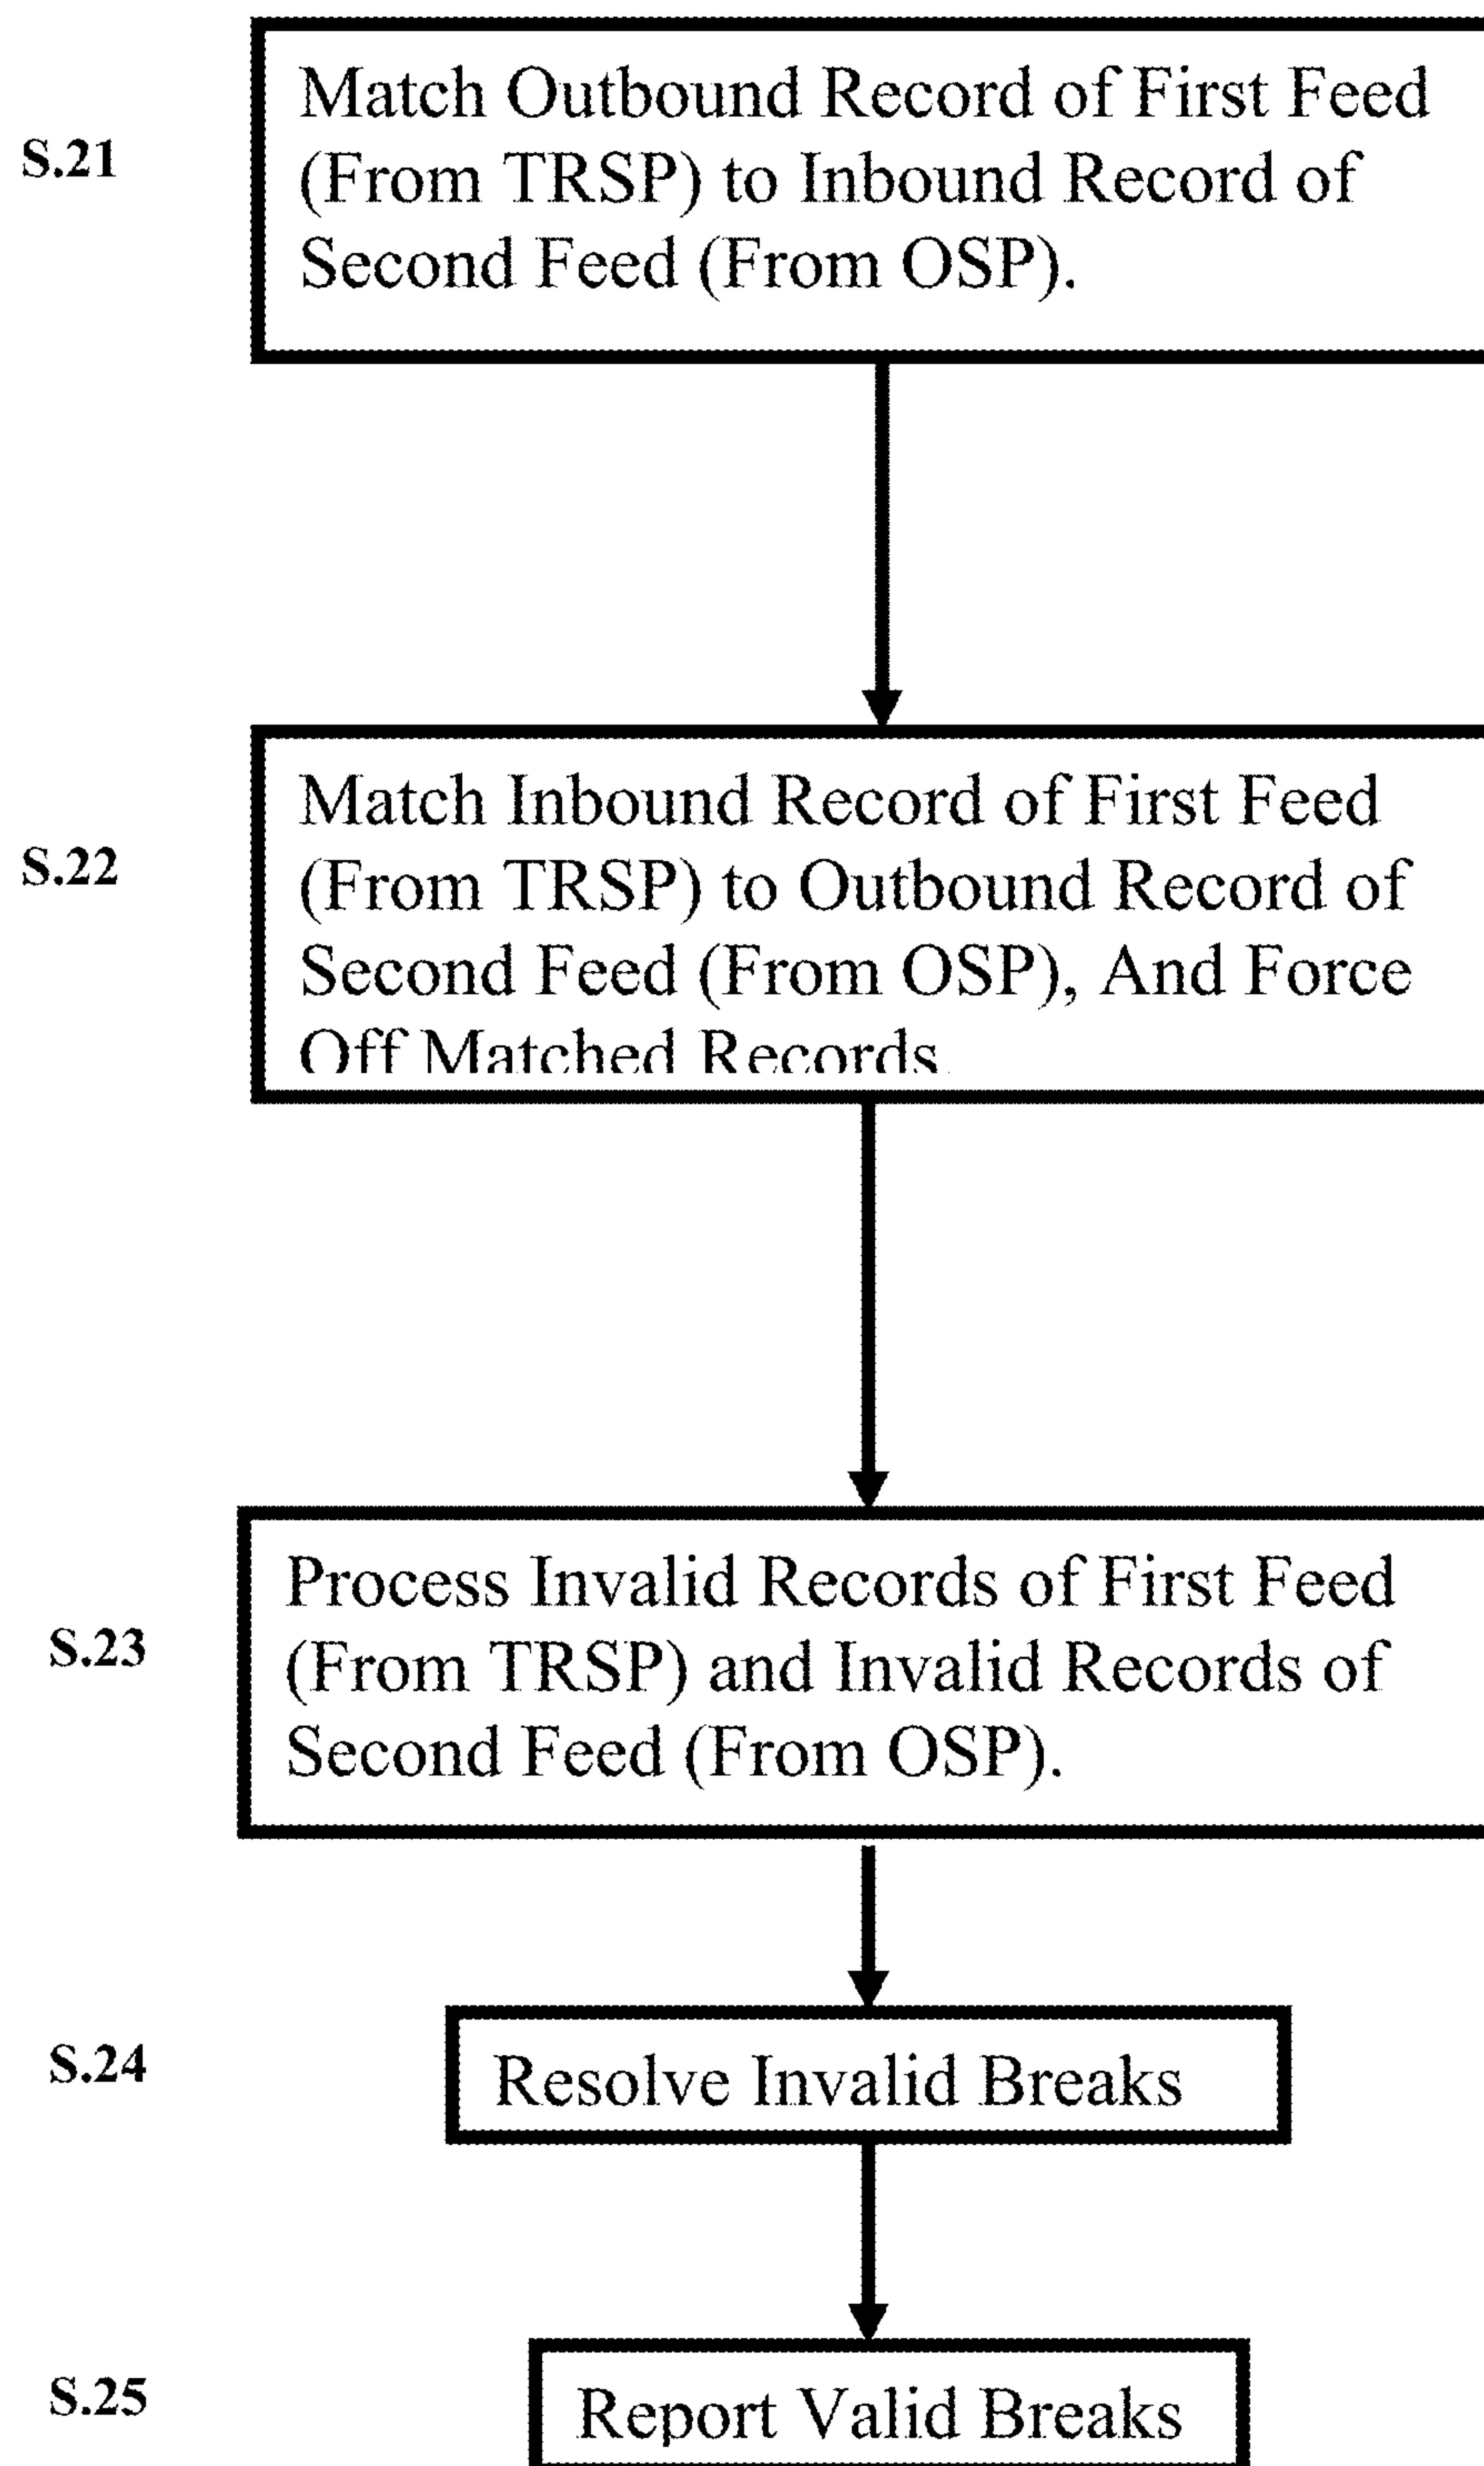 S.21
Match Outbound Record of First Feed
(From TRSP) to Inbound Record of
Second Feed (From OSP).
S.22
Match Inbound Record of First Feed
(From TRSP) to Outbound Record of
Second Feed (From OSP), And Force
Off Matched Records.
S.23
Process Invalid Records of First Feed
(From TRSP) and Invalid Records of
Second Feed (From OSP).
S.24
Resolve Invalid Breaks
S.25
Report Valid Breaks